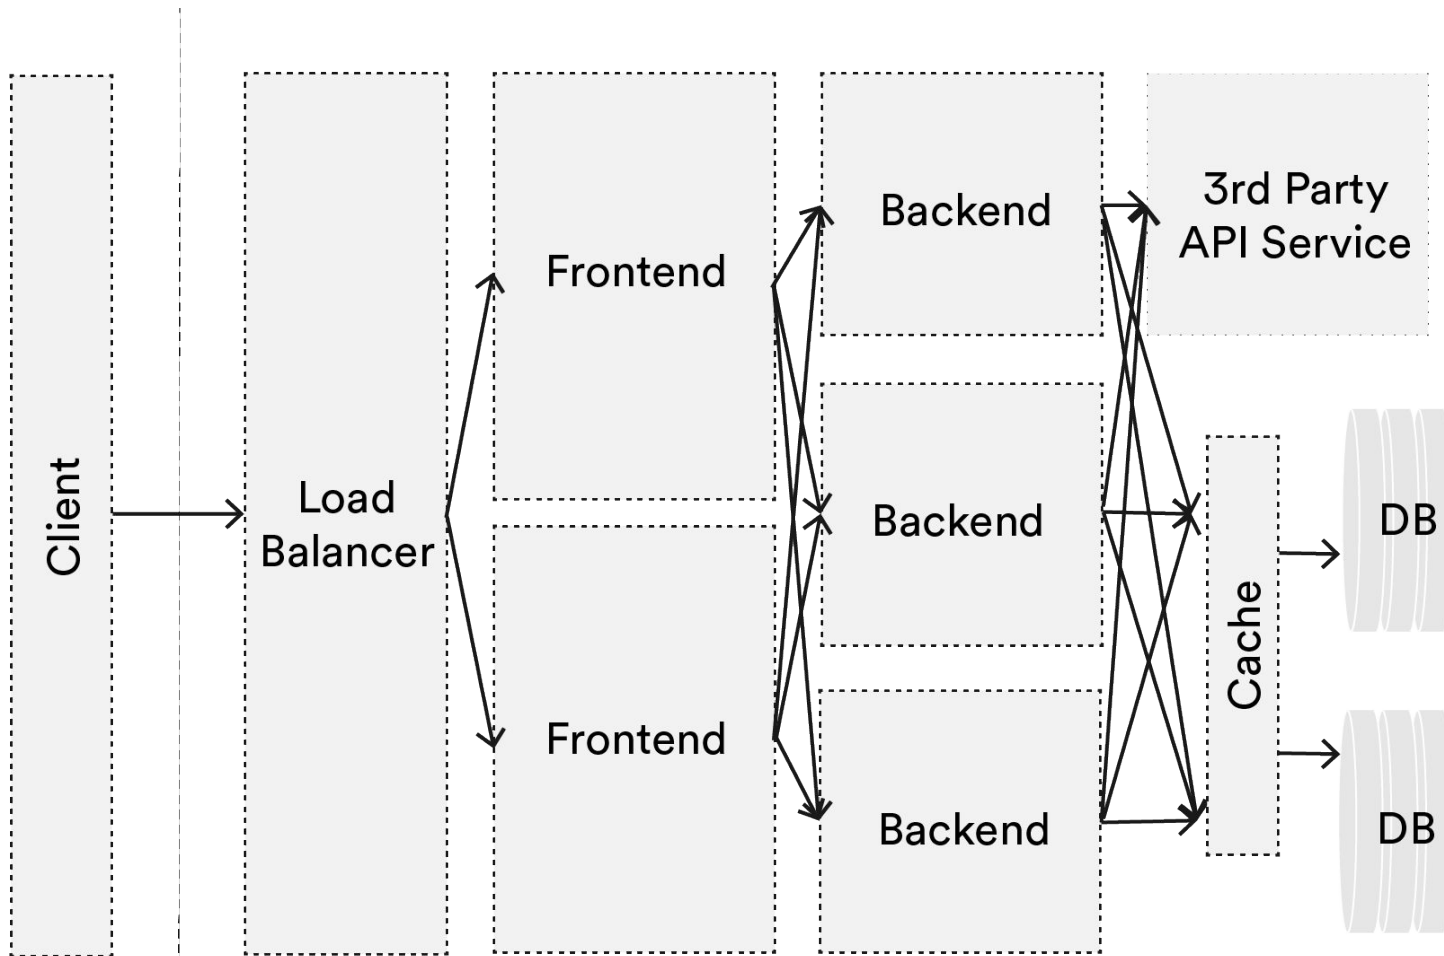 Client
Load
Balancer
Frontend
Frontend
Backend
Backend
Backend
3rd Party
API Service
Cache
DB
DB